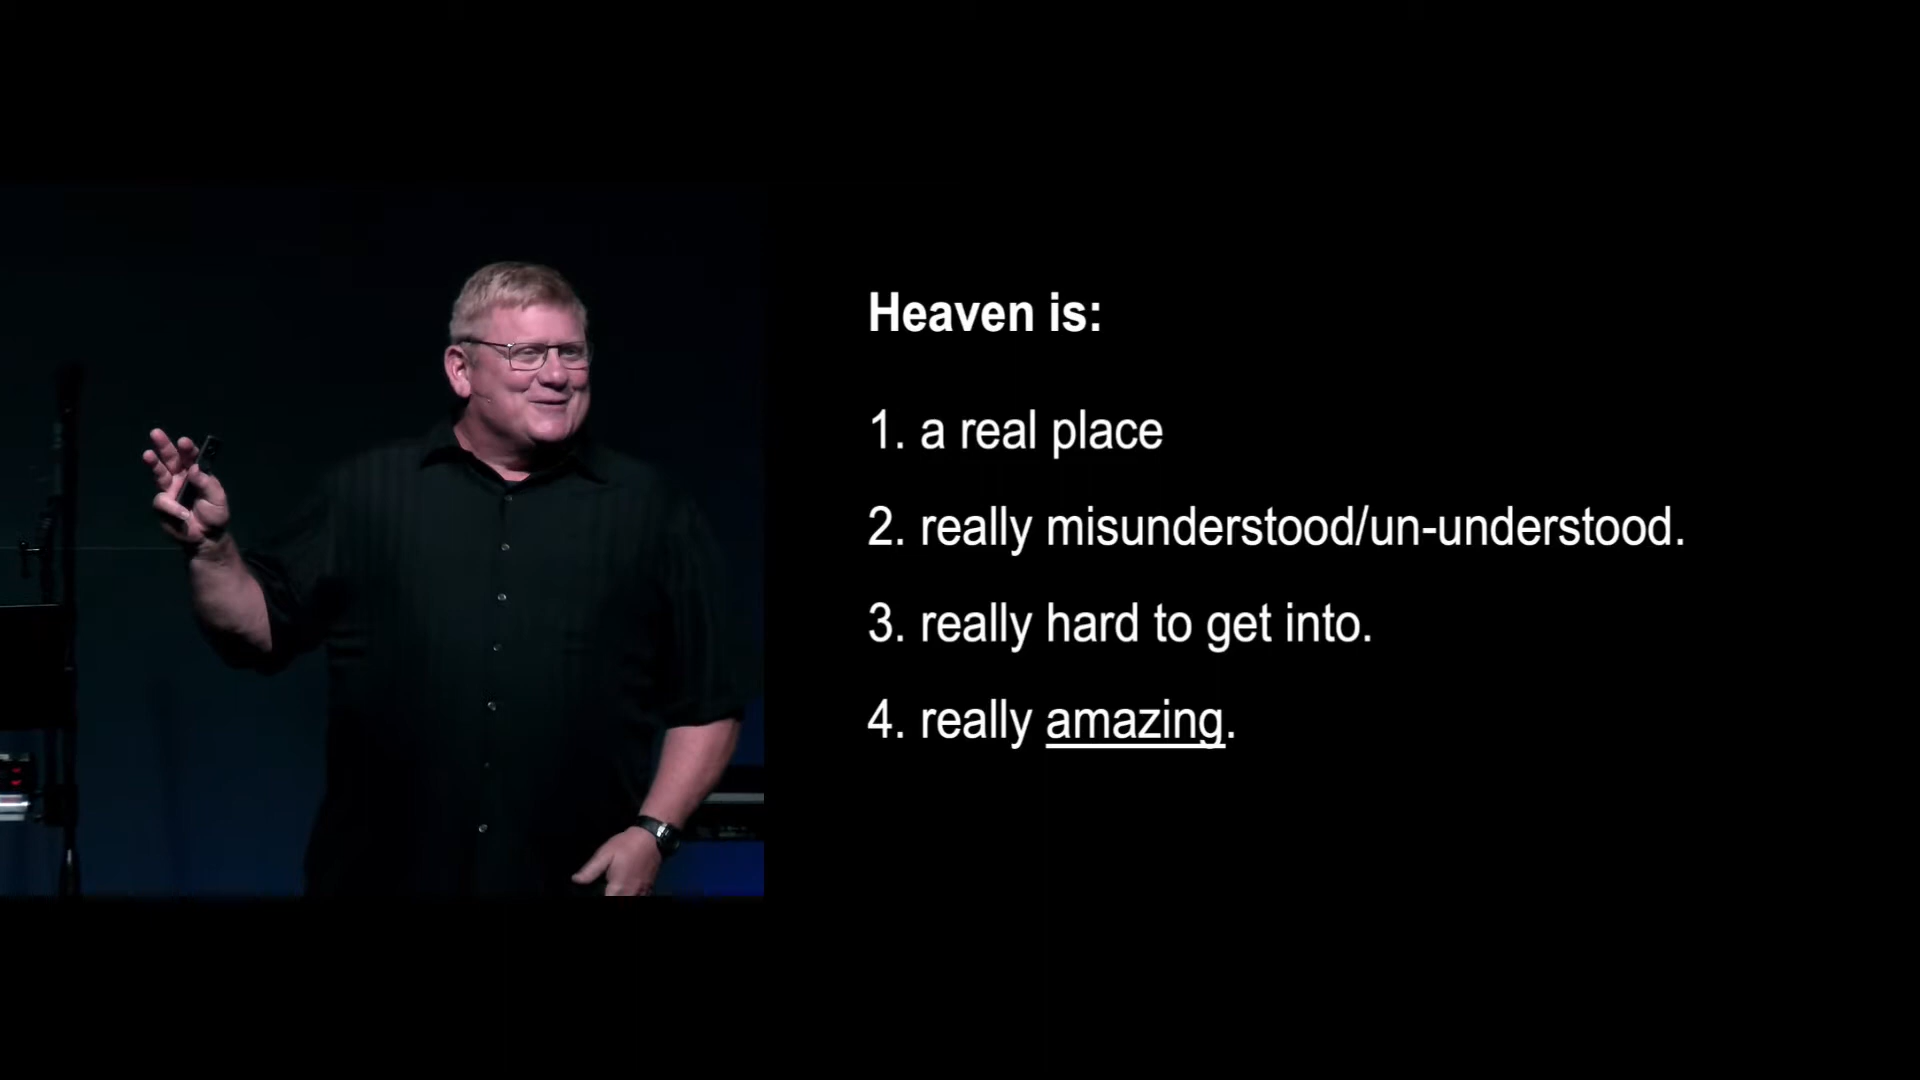 Heaven is:
1. a real place
2. really misunderstood/un-understood.
3. really hard to get into.
4. really amazing.